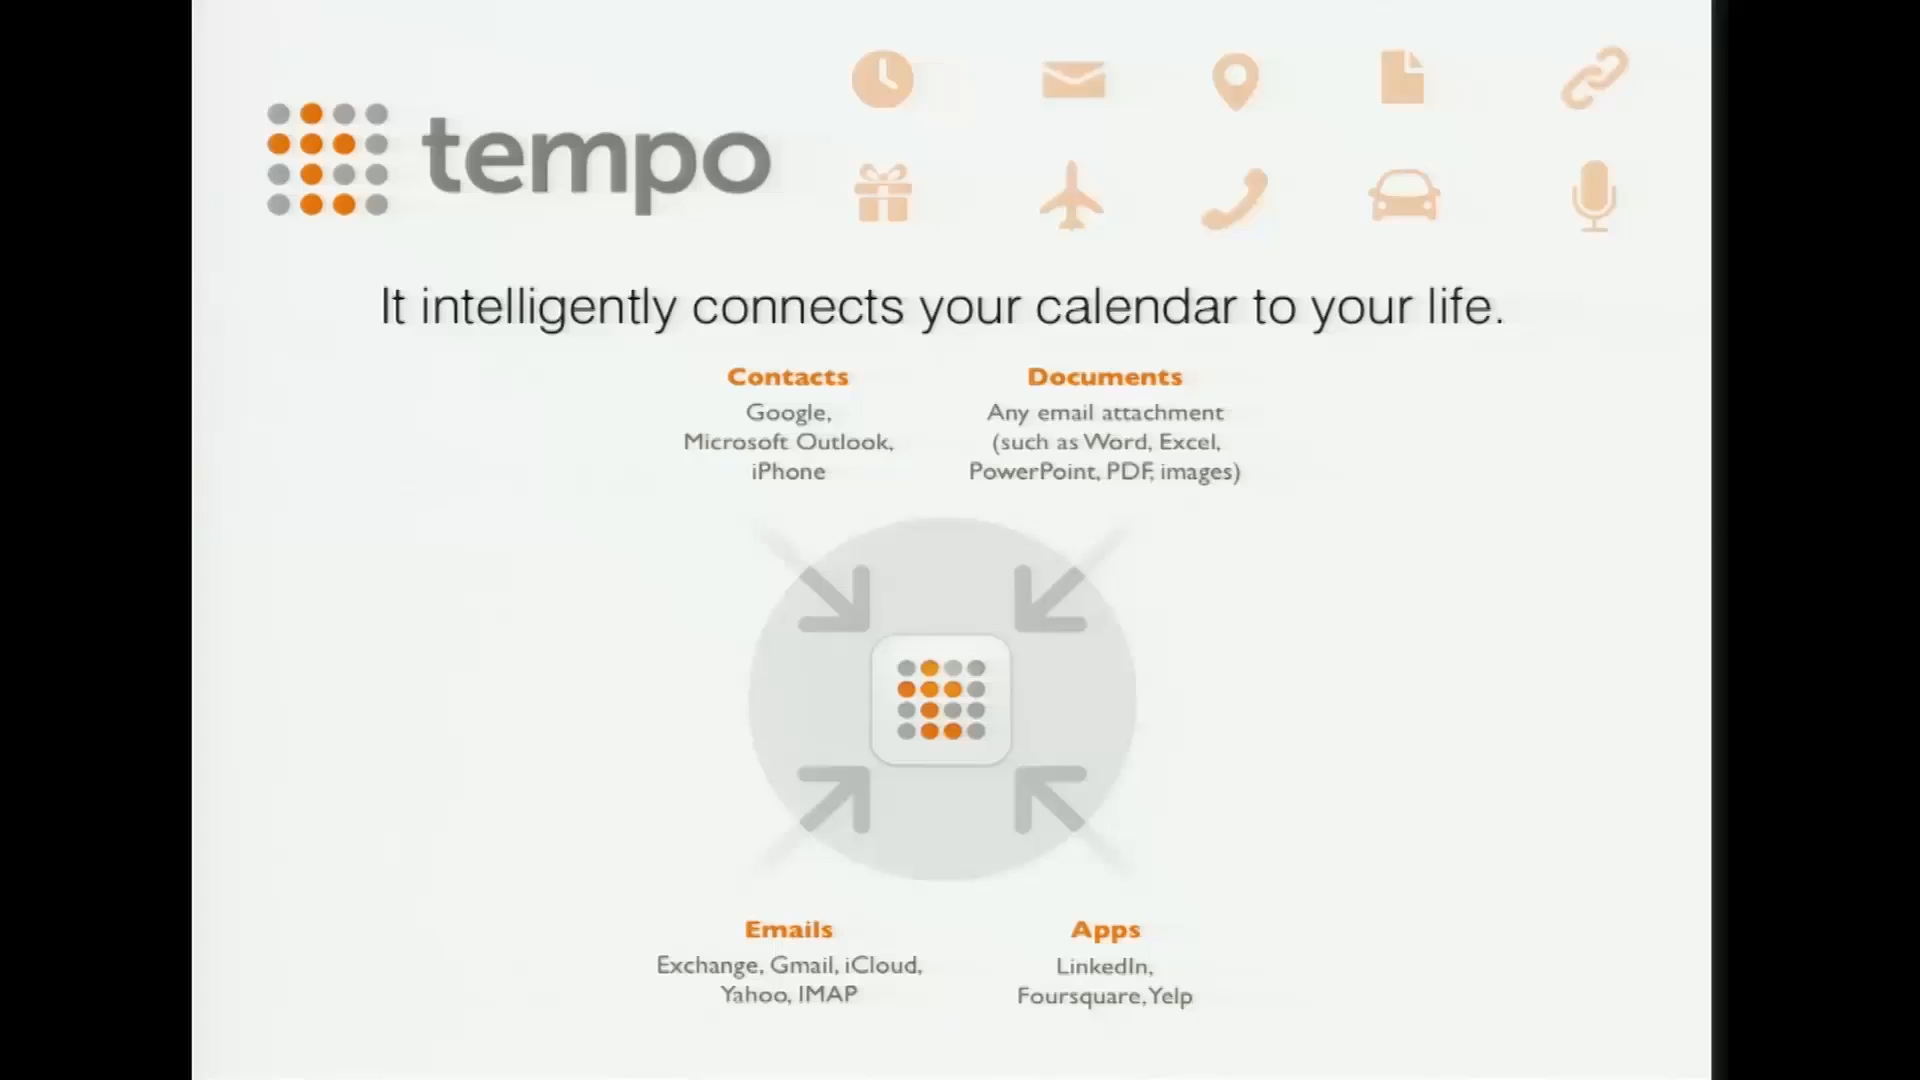 tempo
It intelligently connects your calendar to your life.
Contacts
Google,
Microsoft Outlook,
iPhone
Documents
Any email attachment
(such as Word, Excel,
PowerPoint, PDF, images)
Emails
Exchange, Gmail, iCloud,
Yahoo, IMAP
Apps
LinkedIn,
Foursquare, Yelp